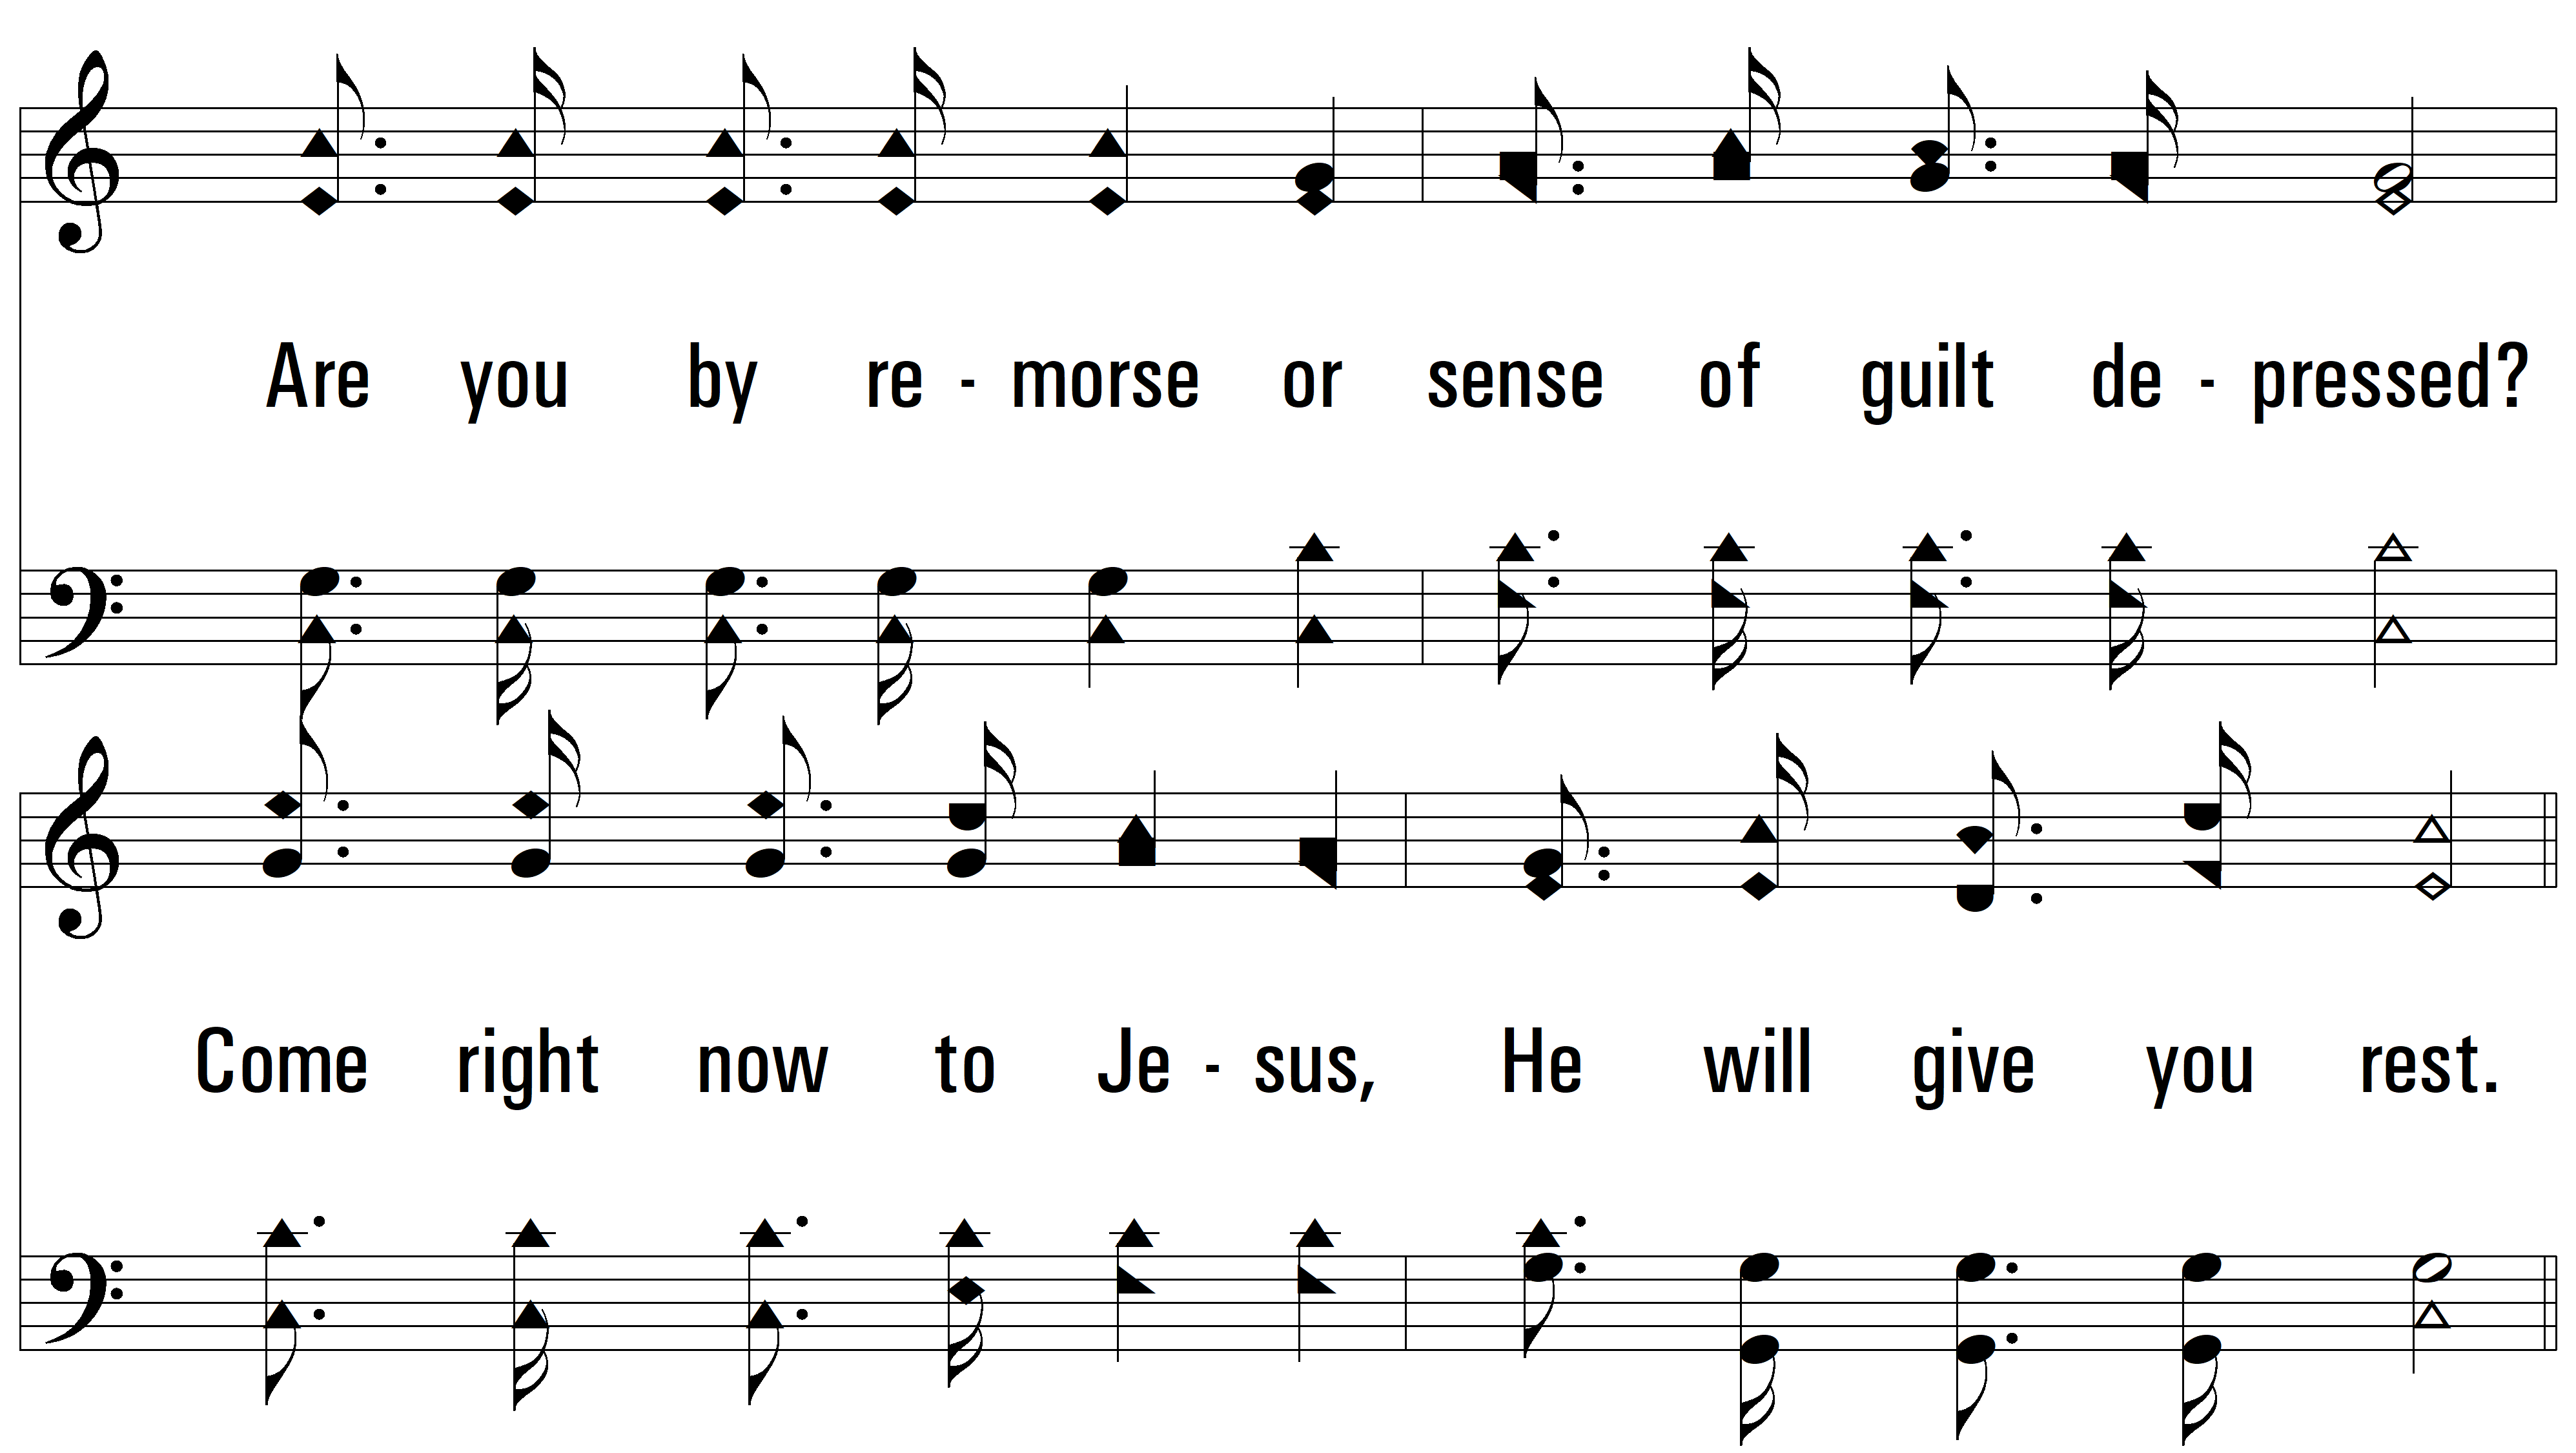 Are you by re - morse or sense of guilt de - pressed?
Come right now to Je - sus, He will give you rest.